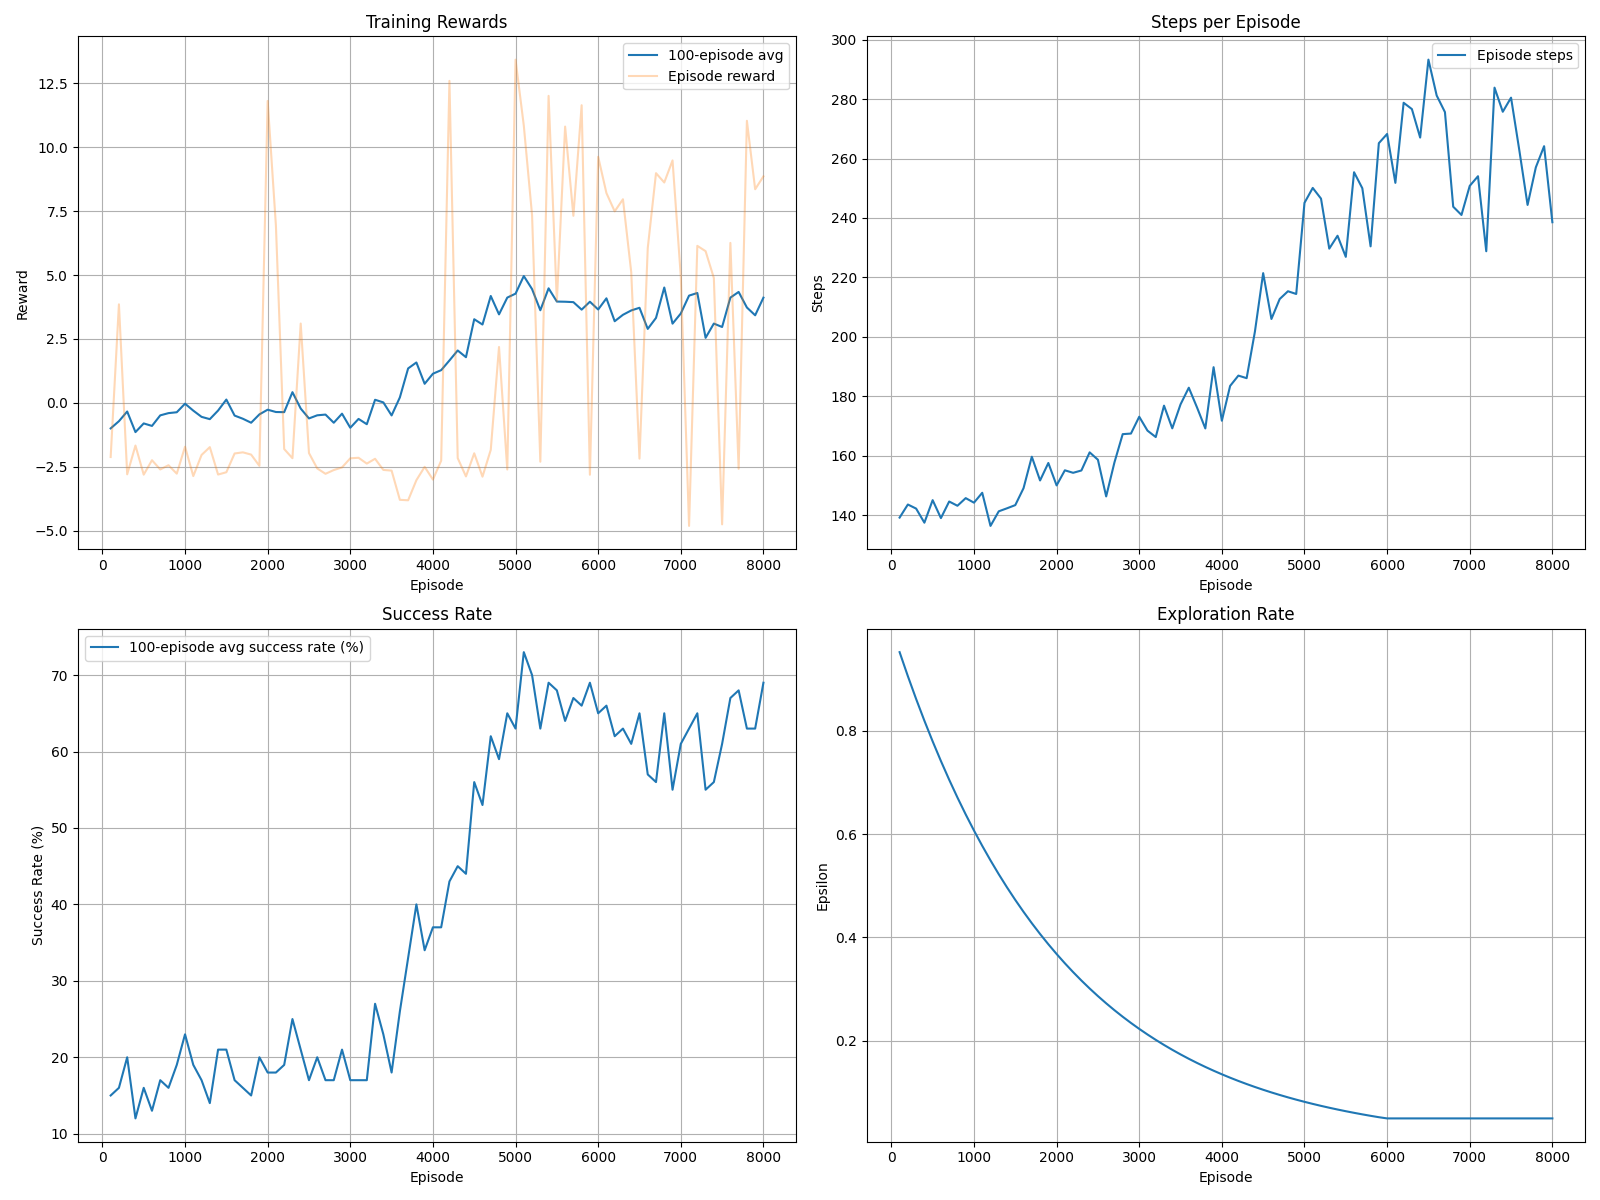 Training Rewards
100-episode avg
Episode reward
12.5
10.0
7.5
5.0
2.5
0.0
−2.5
−5.0
Reward
0 1000 2000 3000 4000 5000 6000 7000 8000
Episode
Steps per Episode
Episode steps
300
280
260
240
220
200
180
160
140
Steps
0 1000 2000 3000 4000 5000 6000 7000 8000
Episode
Success Rate
100-episode avg success rate (%)
70
60
50
40
30
20
10
Success Rate (%)
0 1000 2000 3000 4000 5000 6000 7000 8000
Episode
Exploration Rate
0.8
0.6
0.4
0.2
Epsilon
0 1000 2000 3000 4000 5000 6000 7000 8000
Episode